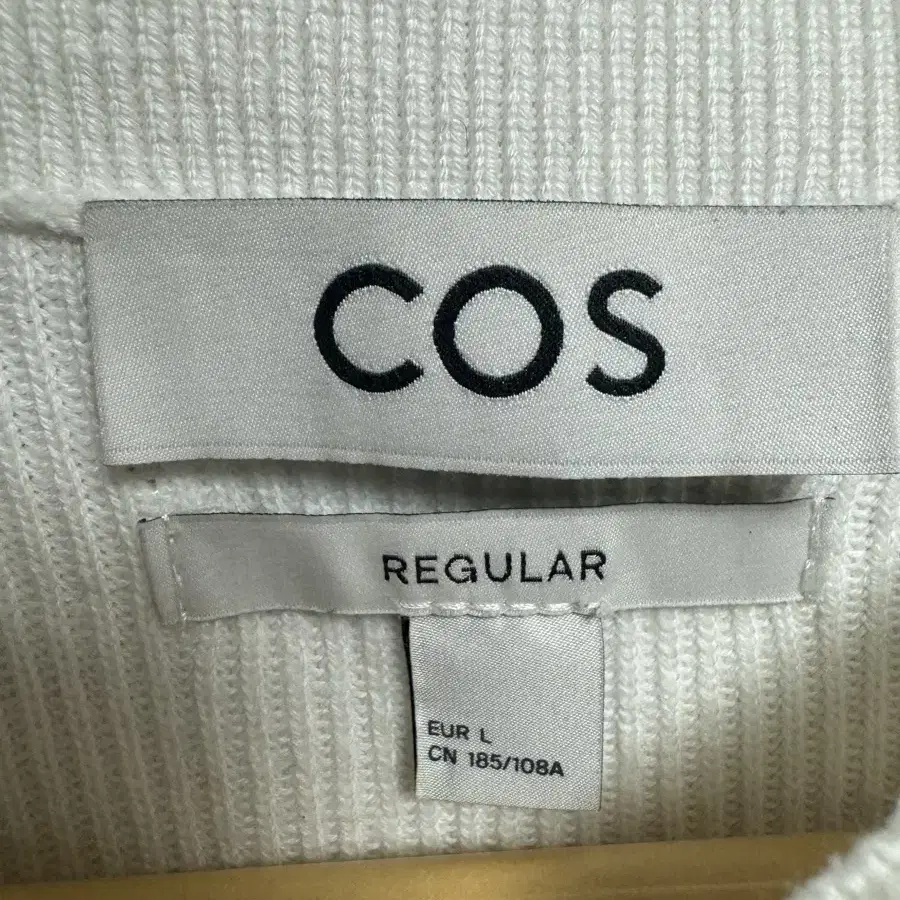 COS
REGULAR
EUR L
CN 185/108A